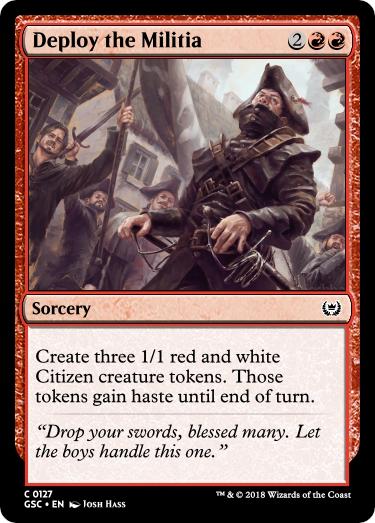 Deploy the Militia 2
Sorcery
Create three 1/1 red and white
Citizen creature tokens. Those
tokens gain haste until end of turn.
“Drop your swords, blessed many. Let
the boys handle this one.”
C 0127
GSC • EN Josh Hass
™ & © 2018 Wizards of the Coast